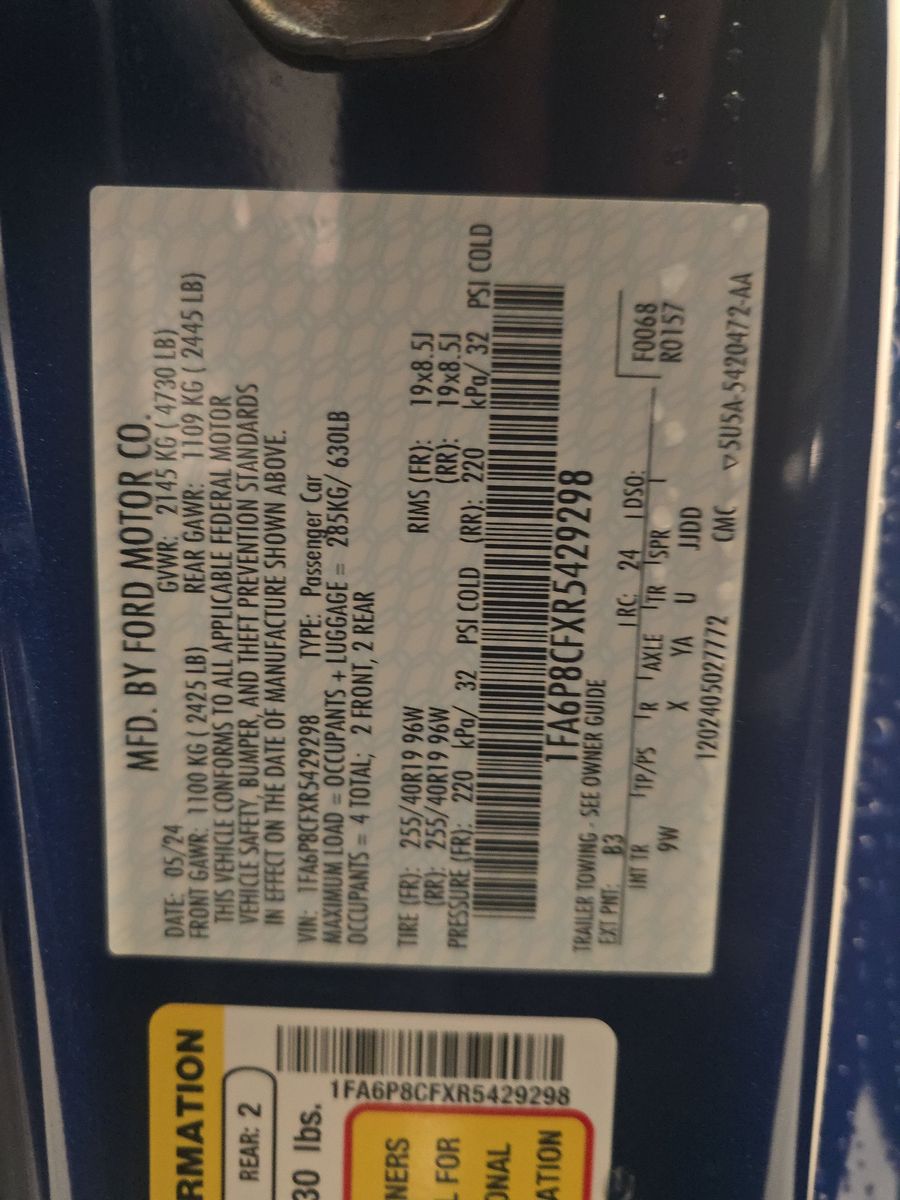 MFD. BY FORD MOTOR CO.
DATE: 05/24 GVWR: 2145 KG ( 4730 LB)
FRONT GAWR: 1100 KG ( 2425 LB) REAR GAWR: 1109 KG ( 2445 LB)
THIS VEHICLE CONFORMS TO ALL APPLICABLE FEDERAL MOTOR
VEHICLE SAFETY, BUMPER, AND THEFT PREVENTION STANDARDS
IN EFFECT ON THE DATE OF MANUFACTURE SHOWN ABOVE.
VIN: 1FA6P8CFXR5429298 TYPE: Passenger Car
MAXIMUM LOAD = OCCUPANTS + LUGGAGE = 285KG/ 630LB
OCCUPANTS = 4 TOTAL; 2 FRONT, 2 REAR
TIRE (FR): 255/40R19 96W RIMS (FR): 19x8.5J
(RR): 255/40R19 96W (RR): 19x8.5J
PRESSURE (FR): 220 kPa/ 32 PSI COLD (RR): 220 kPa/ 32 PSI COLD
1FA6P8CFXR5429298
TRAILER TOWING - SEE OWNER GUIDE
EXT PNT: B3 RC: 24 DSO: F0068
INT TR TP/PS R AXLE TR SPR R0157
9W X YA U JJDD
120240502772 CMC ▽5U5A-5420472-AA
RMATION
REAR: 2
30 lbs.
1FA6P8CFXR5429298
NERS
L FOR
ONAL
ATION